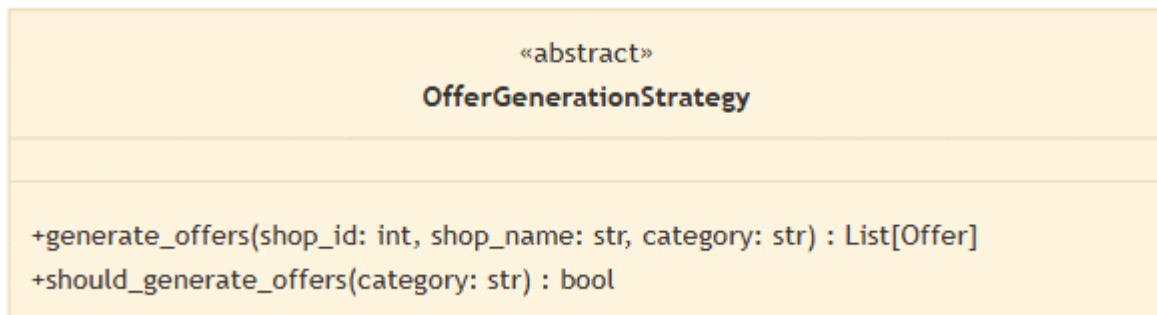 «abstract»
OfferGenerationStrategy
+generate_offers(shop_id: int, shop_name: str, category: str) : List[Offer]
+should_generate_offers(category: str) : bool